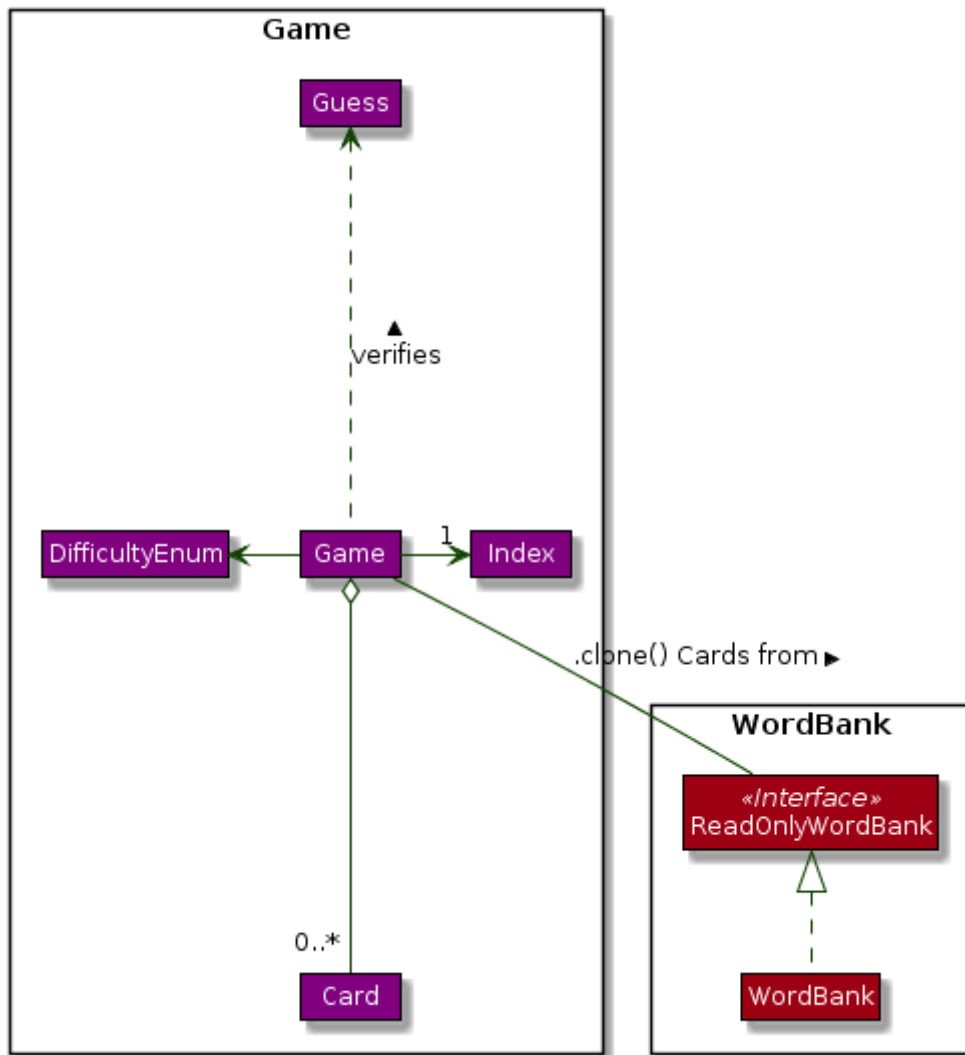 Game
Guess
▲
verifies
DifficultyEnum
Game
1
Index
.clone() Cards from ▶
WordBank
«Interface»
ReadOnlyWordBank
0..*
Card
WordBank